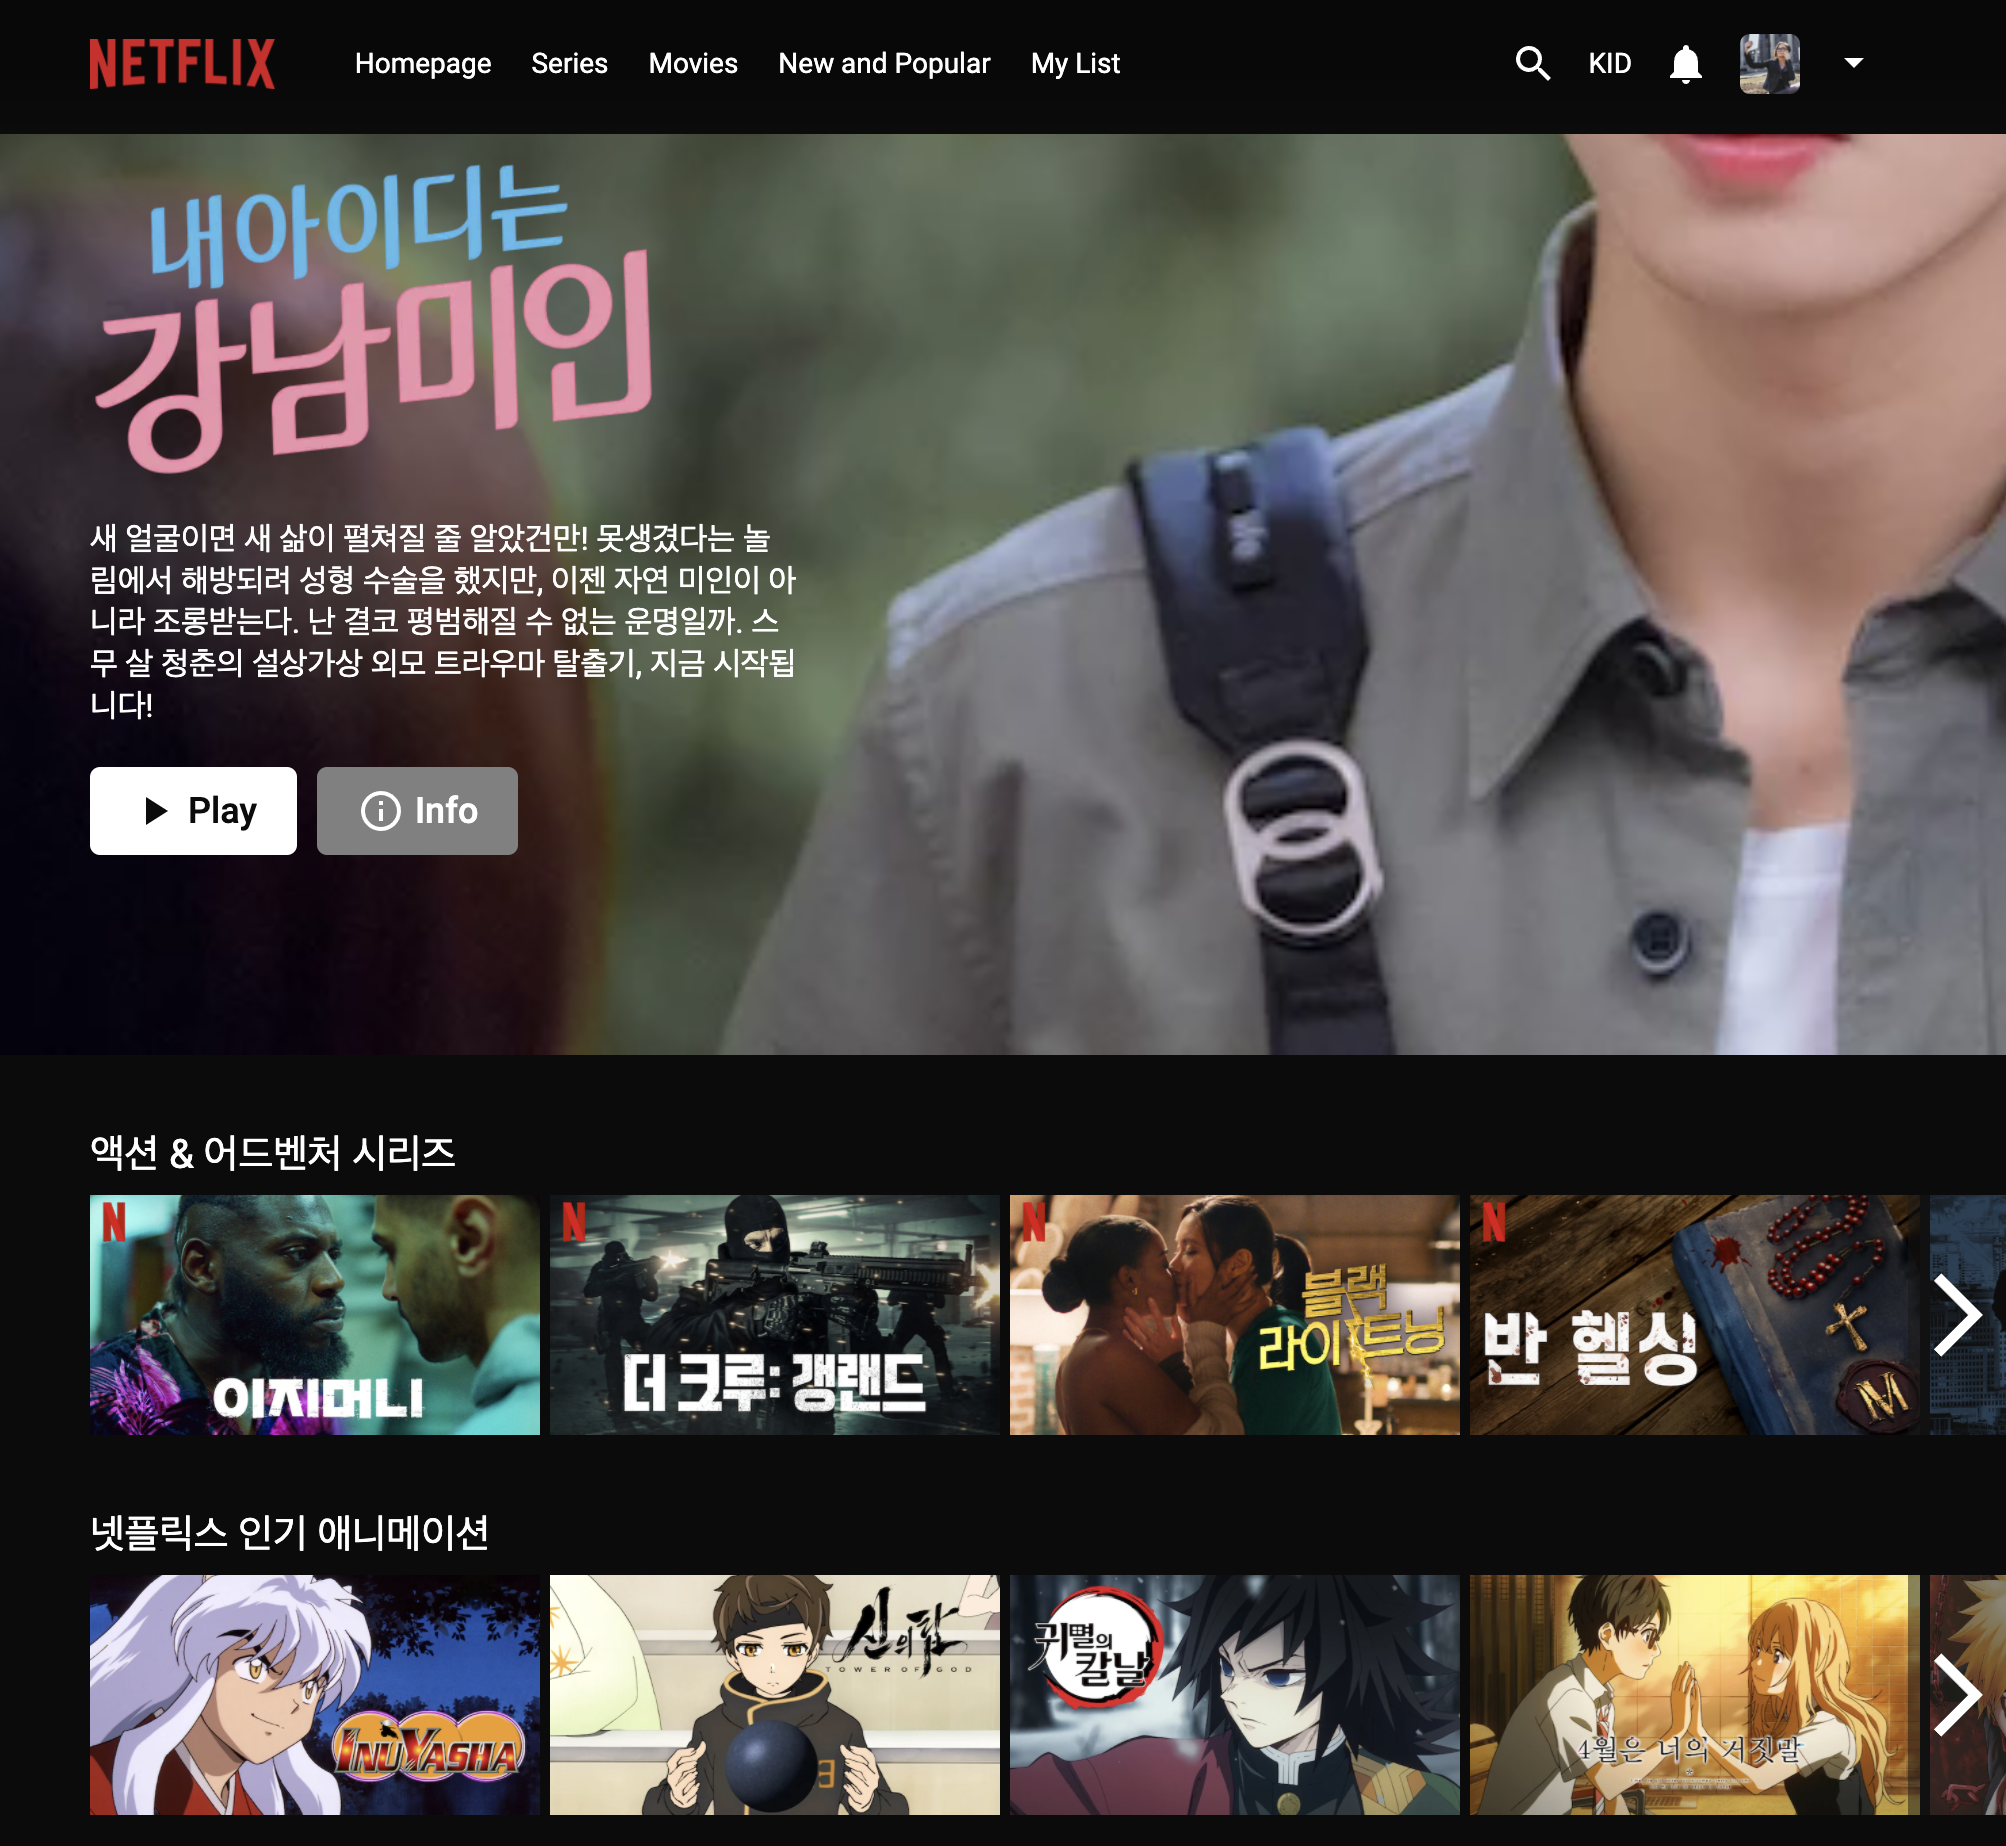 NETFLIX
Homepage Series Movies New and Popular My List KID
내 아이디는
강남미인
새 얼굴이면 새 삶이 펼쳐질 줄 알았건만! 못생겼다는 놀
림에서 해방되려 성형 수술을 했지만, 이젠 자연 미인이 아
니라 조롱받는다. 난 결코 평범해질 수 없는 운명일까. 스
무 살 청춘의 설상가상 외모 트라우마 탈출기, 지금 시작됩
니다!
Play Info
액션 & 어드벤처 시리즈
N
이지머니
N
더 크루: 갱랜드
N
블랙
라이트닝
N
반 헬싱
M
넷플릭스 인기 애니메이션
INUYASHA
신의 탑
TOWER OF GOD
귀멸의
칼날
4월은 너의 거짓말